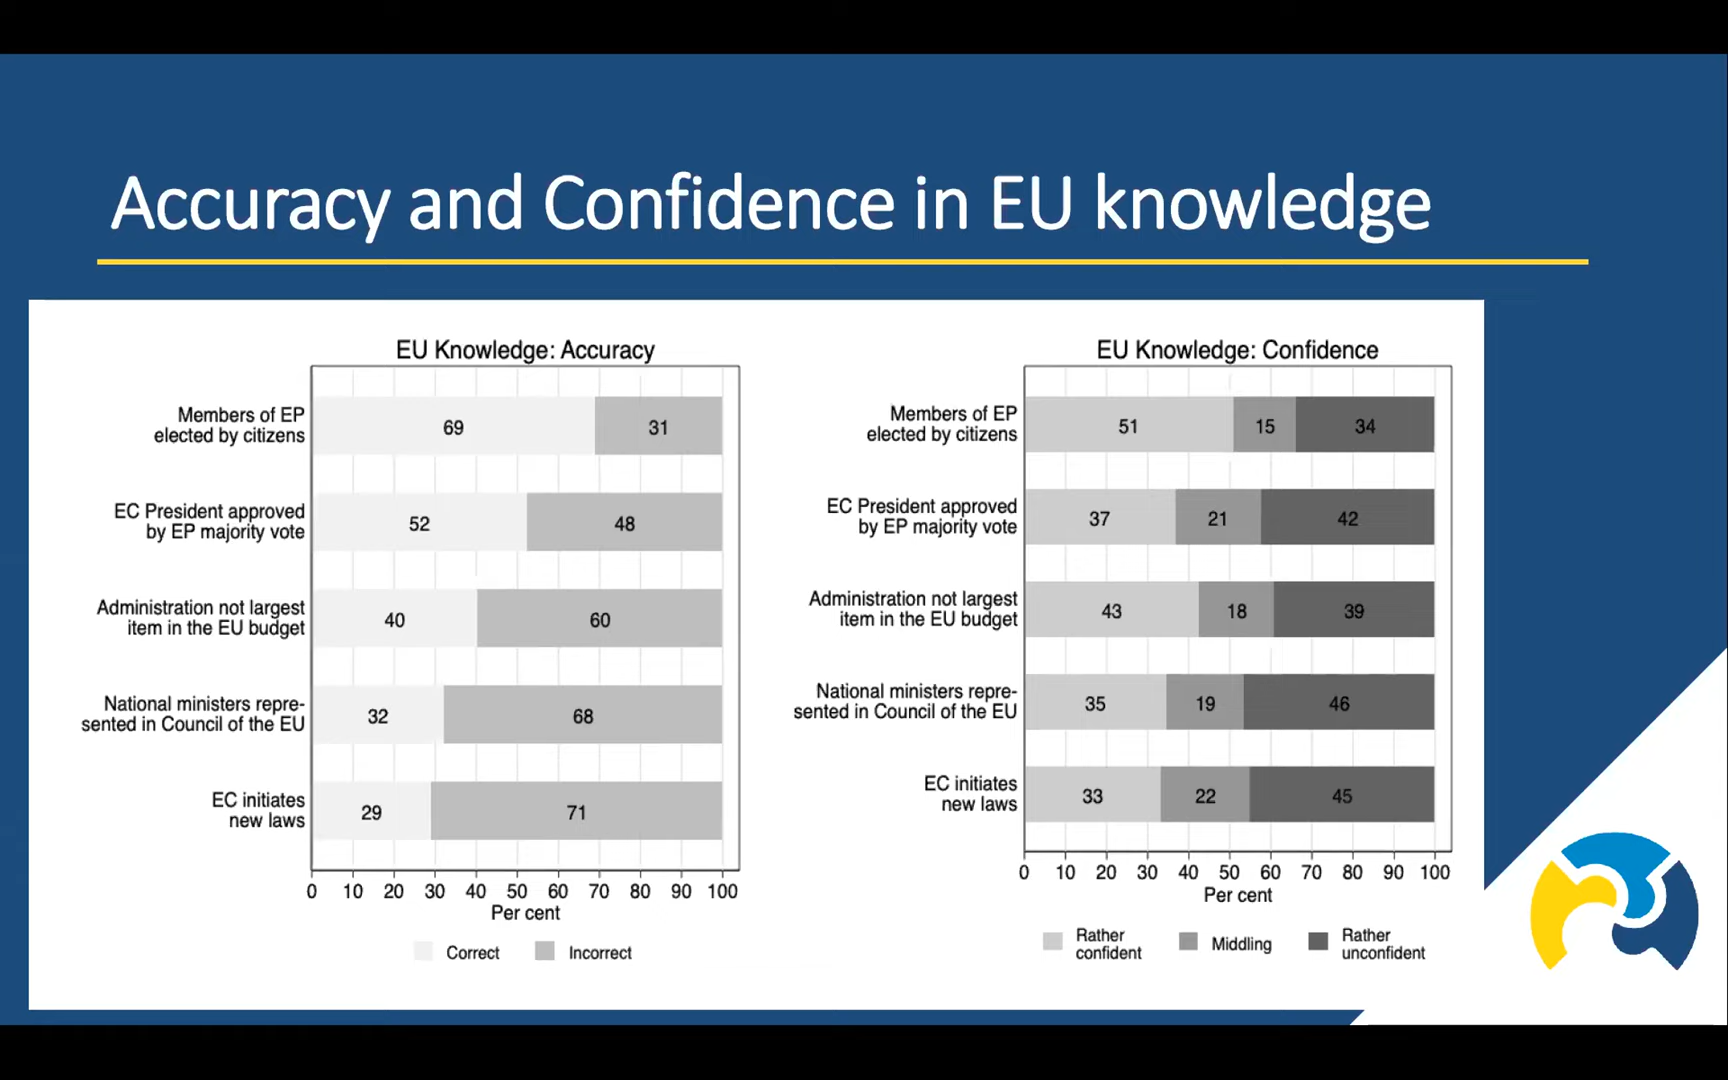 Accuracy and Confidence in EU knowledge
EU Knowledge: Accuracy
Members of EP
elected by citizens
69
31
EC President approved
by EP majority vote
52
48
Administration not largest
item in the EU budget
40
60
National ministers repre-
sented in Council of the EU
32
68
EC initiates
new laws
29
71
0 10 20 30 40 50 60 70 80 90 100
Per cent
Correct
Incorrect
EU Knowledge: Confidence
Members of EP
elected by citizens
51
15
34
EC President approved
by EP majority vote
37
21
42
Administration not largest
item in the EU budget
43
18
39
National ministers repre-
sented in Council of the EU
35
19
46
EC initiates
new laws
33
22
45
0 10 20 30 40 50 60 70 80 90 100
Per cent
Rather
confident
Middling
Rather
unconfident